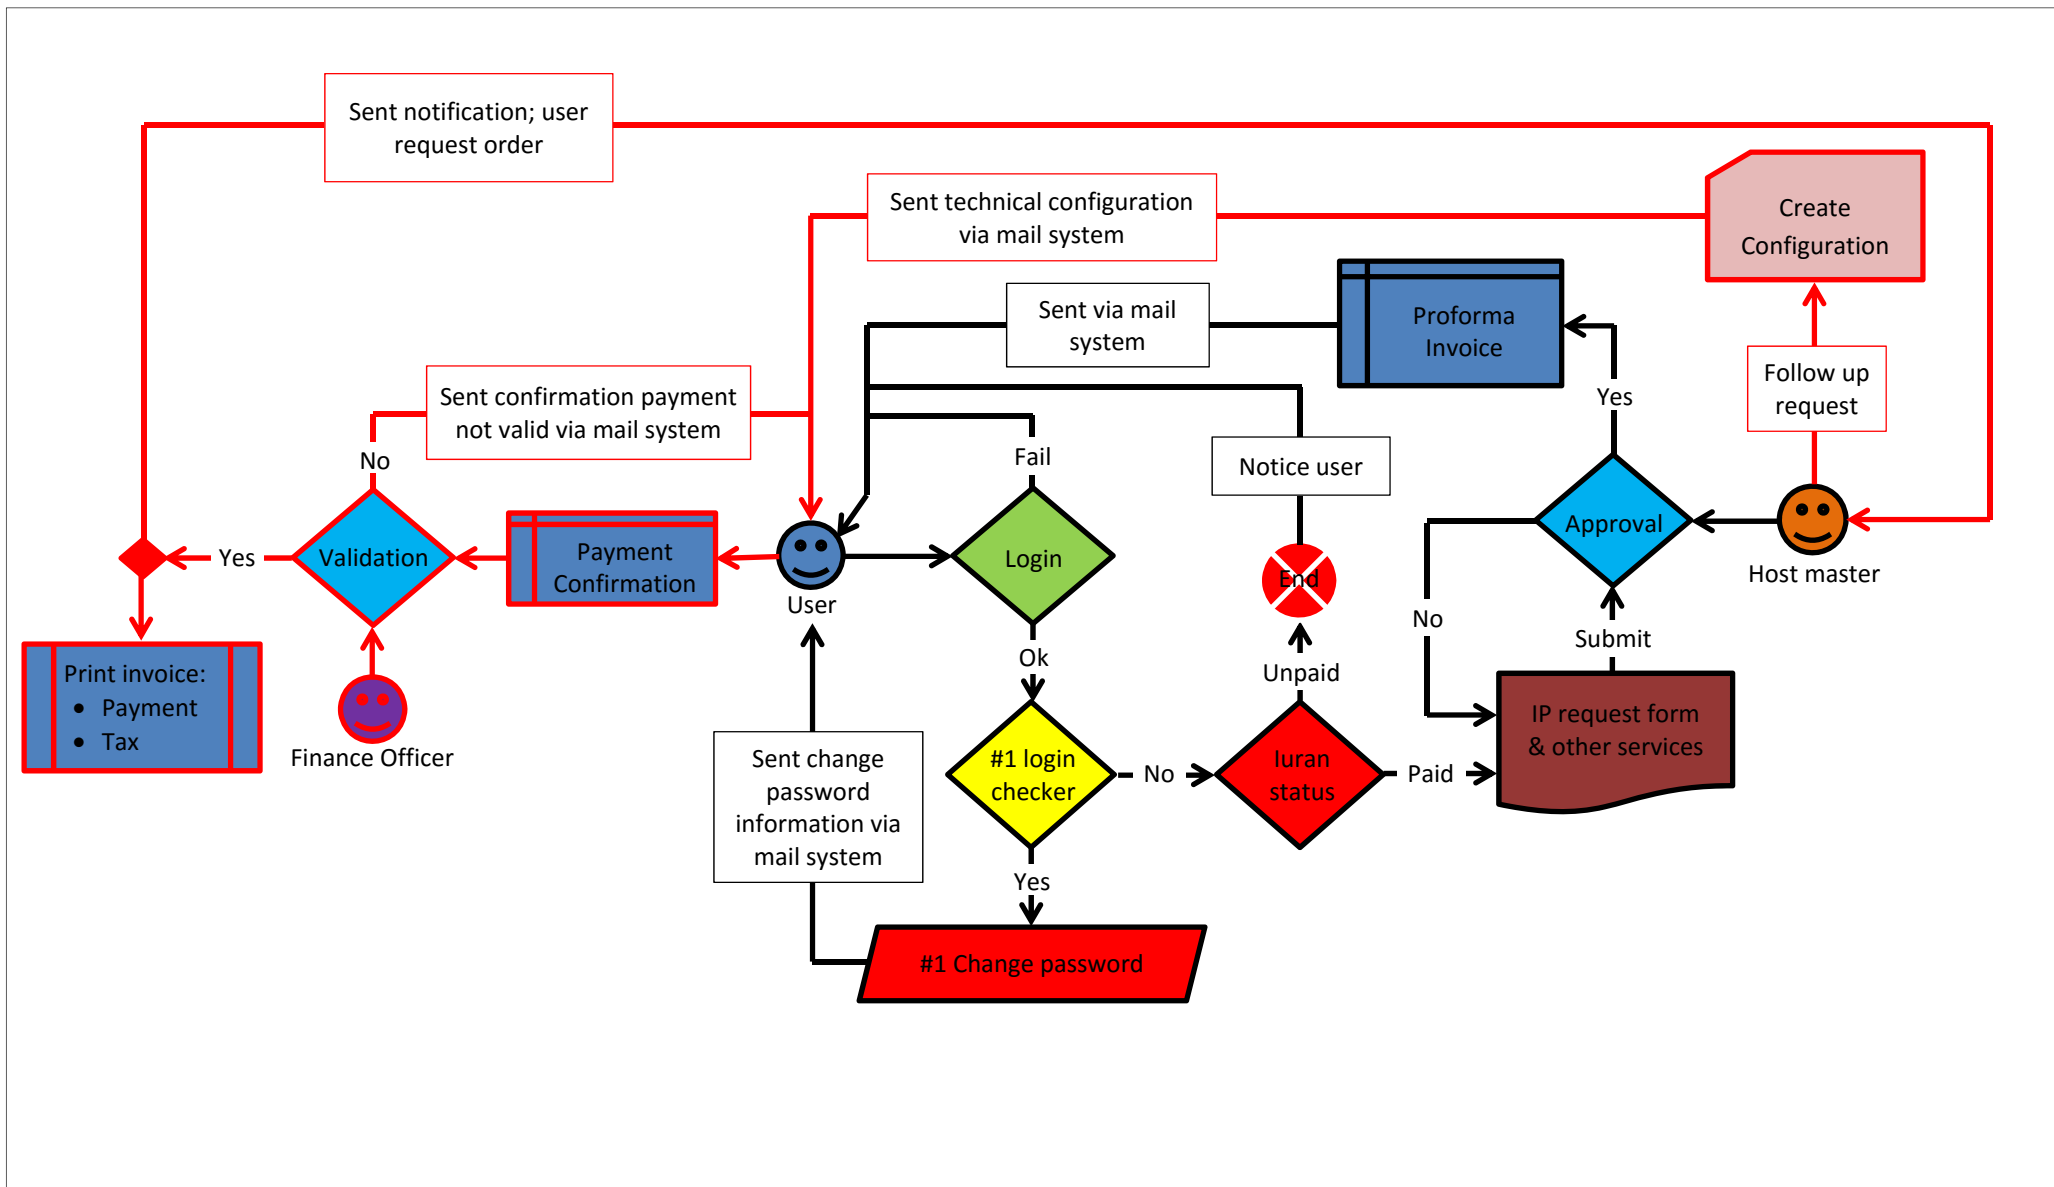 Sent notification; user
request order
Sent technical configuration
via mail system
Create
Configuration
Sent via mail
system
Proforma
Invoice
Follow up
request
Sent confirmation payment
not valid via mail system
Yes
No
Fail
Notice user
Validation
Yes
Payment
Confirmation
User
Login
End
Approval
Host master
No
Submit
Ok
Unpaid
Print invoice:
• Payment
• Tax
Finance Officer
IP request form
& other services
Sent change
password
information via
mail system
#1 login
checker
No
Iuran
status
Paid
Yes
#1 Change password